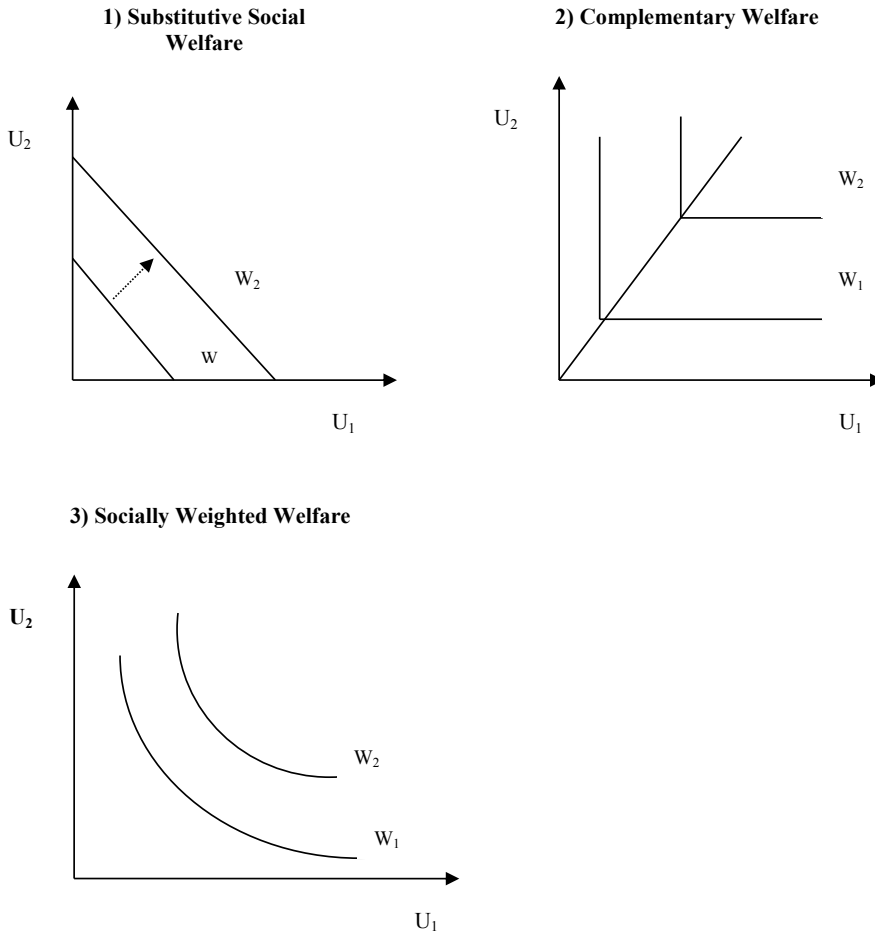 1) Substitutive Social
Welfare
U₂
W₂
W
U₁
2) Complementary Welfare
U₂
W₂
W₁
U₁
3) Socially Weighted Welfare
U₂
W₂
W₁
U₁